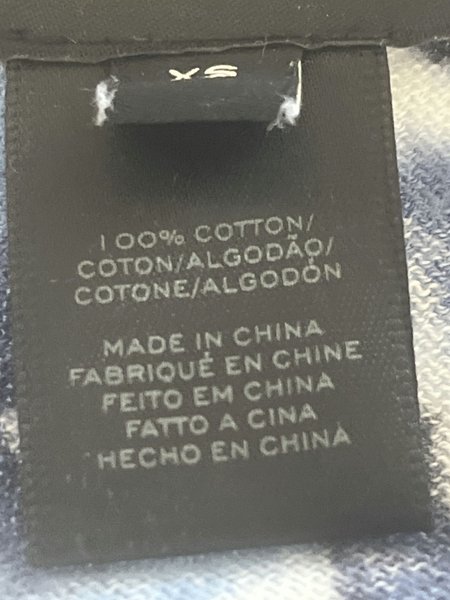 XS
100% COTTON/
COTON/ALGODÃO/
COTONE/ALGODÓN
MADE IN CHINA
FABRIQUÉ EN CHINE
FEITO EM CHINA
FATTO A CINA
HECHO EN CHINA